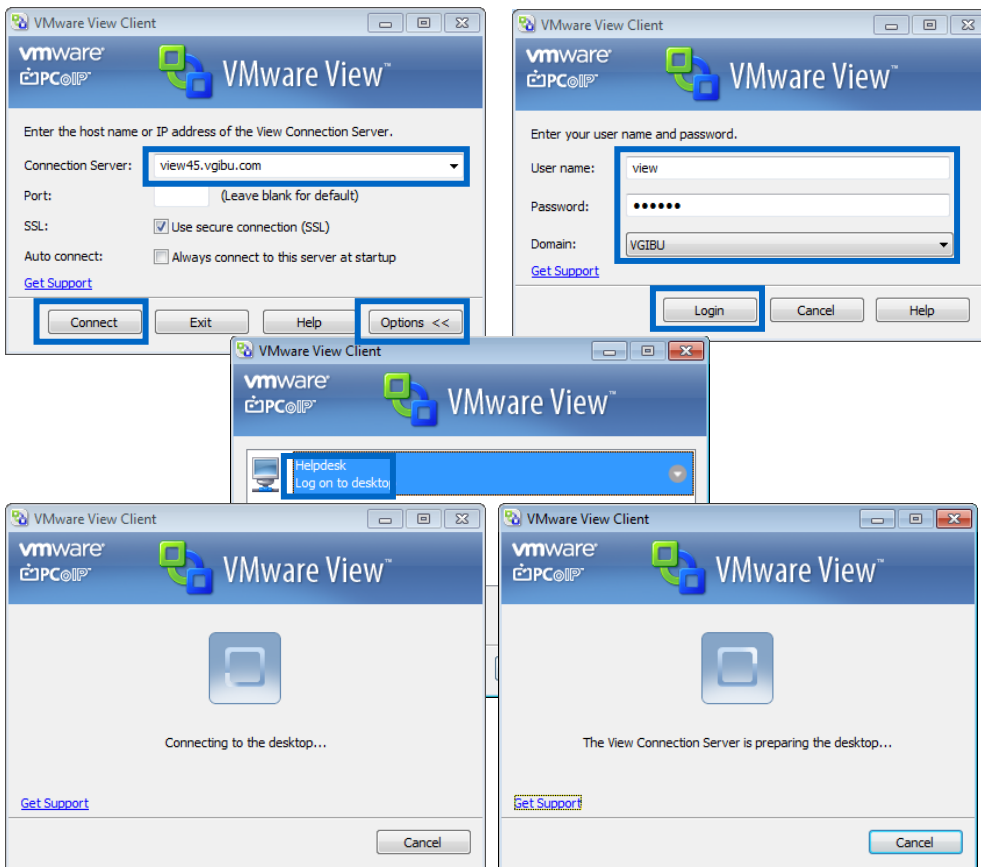 VMware View Client
vmware
PCoIP
VMware View™
Enter the host name or IP address of the View Connection Server.
Connection Server: view45.vgibu.com
Port: (Leave blank for default)
SSL: Use secure connection (SSL)
Auto connect: Always connect to this server at startup
Get Support
Connect Exit Help Options <<
VMware View Client
vmware
PCoIP
VMware View™
Enter your user name and password.
User name: view
Password: ••••••
Domain: VGIBU
Get Support
Login Cancel Help
VMware View Client
vmware
PCoIP
VMware View™
Helpdesk
Log on to deskto
VMware View Client
vmware
PCoIP
VMware View™
Connecting to the desktop...
Get Support
Cancel
VMware View Client
vmware
PCoIP
VMware View™
The View Connection Server is preparing the desktop...
Get Support
Cancel